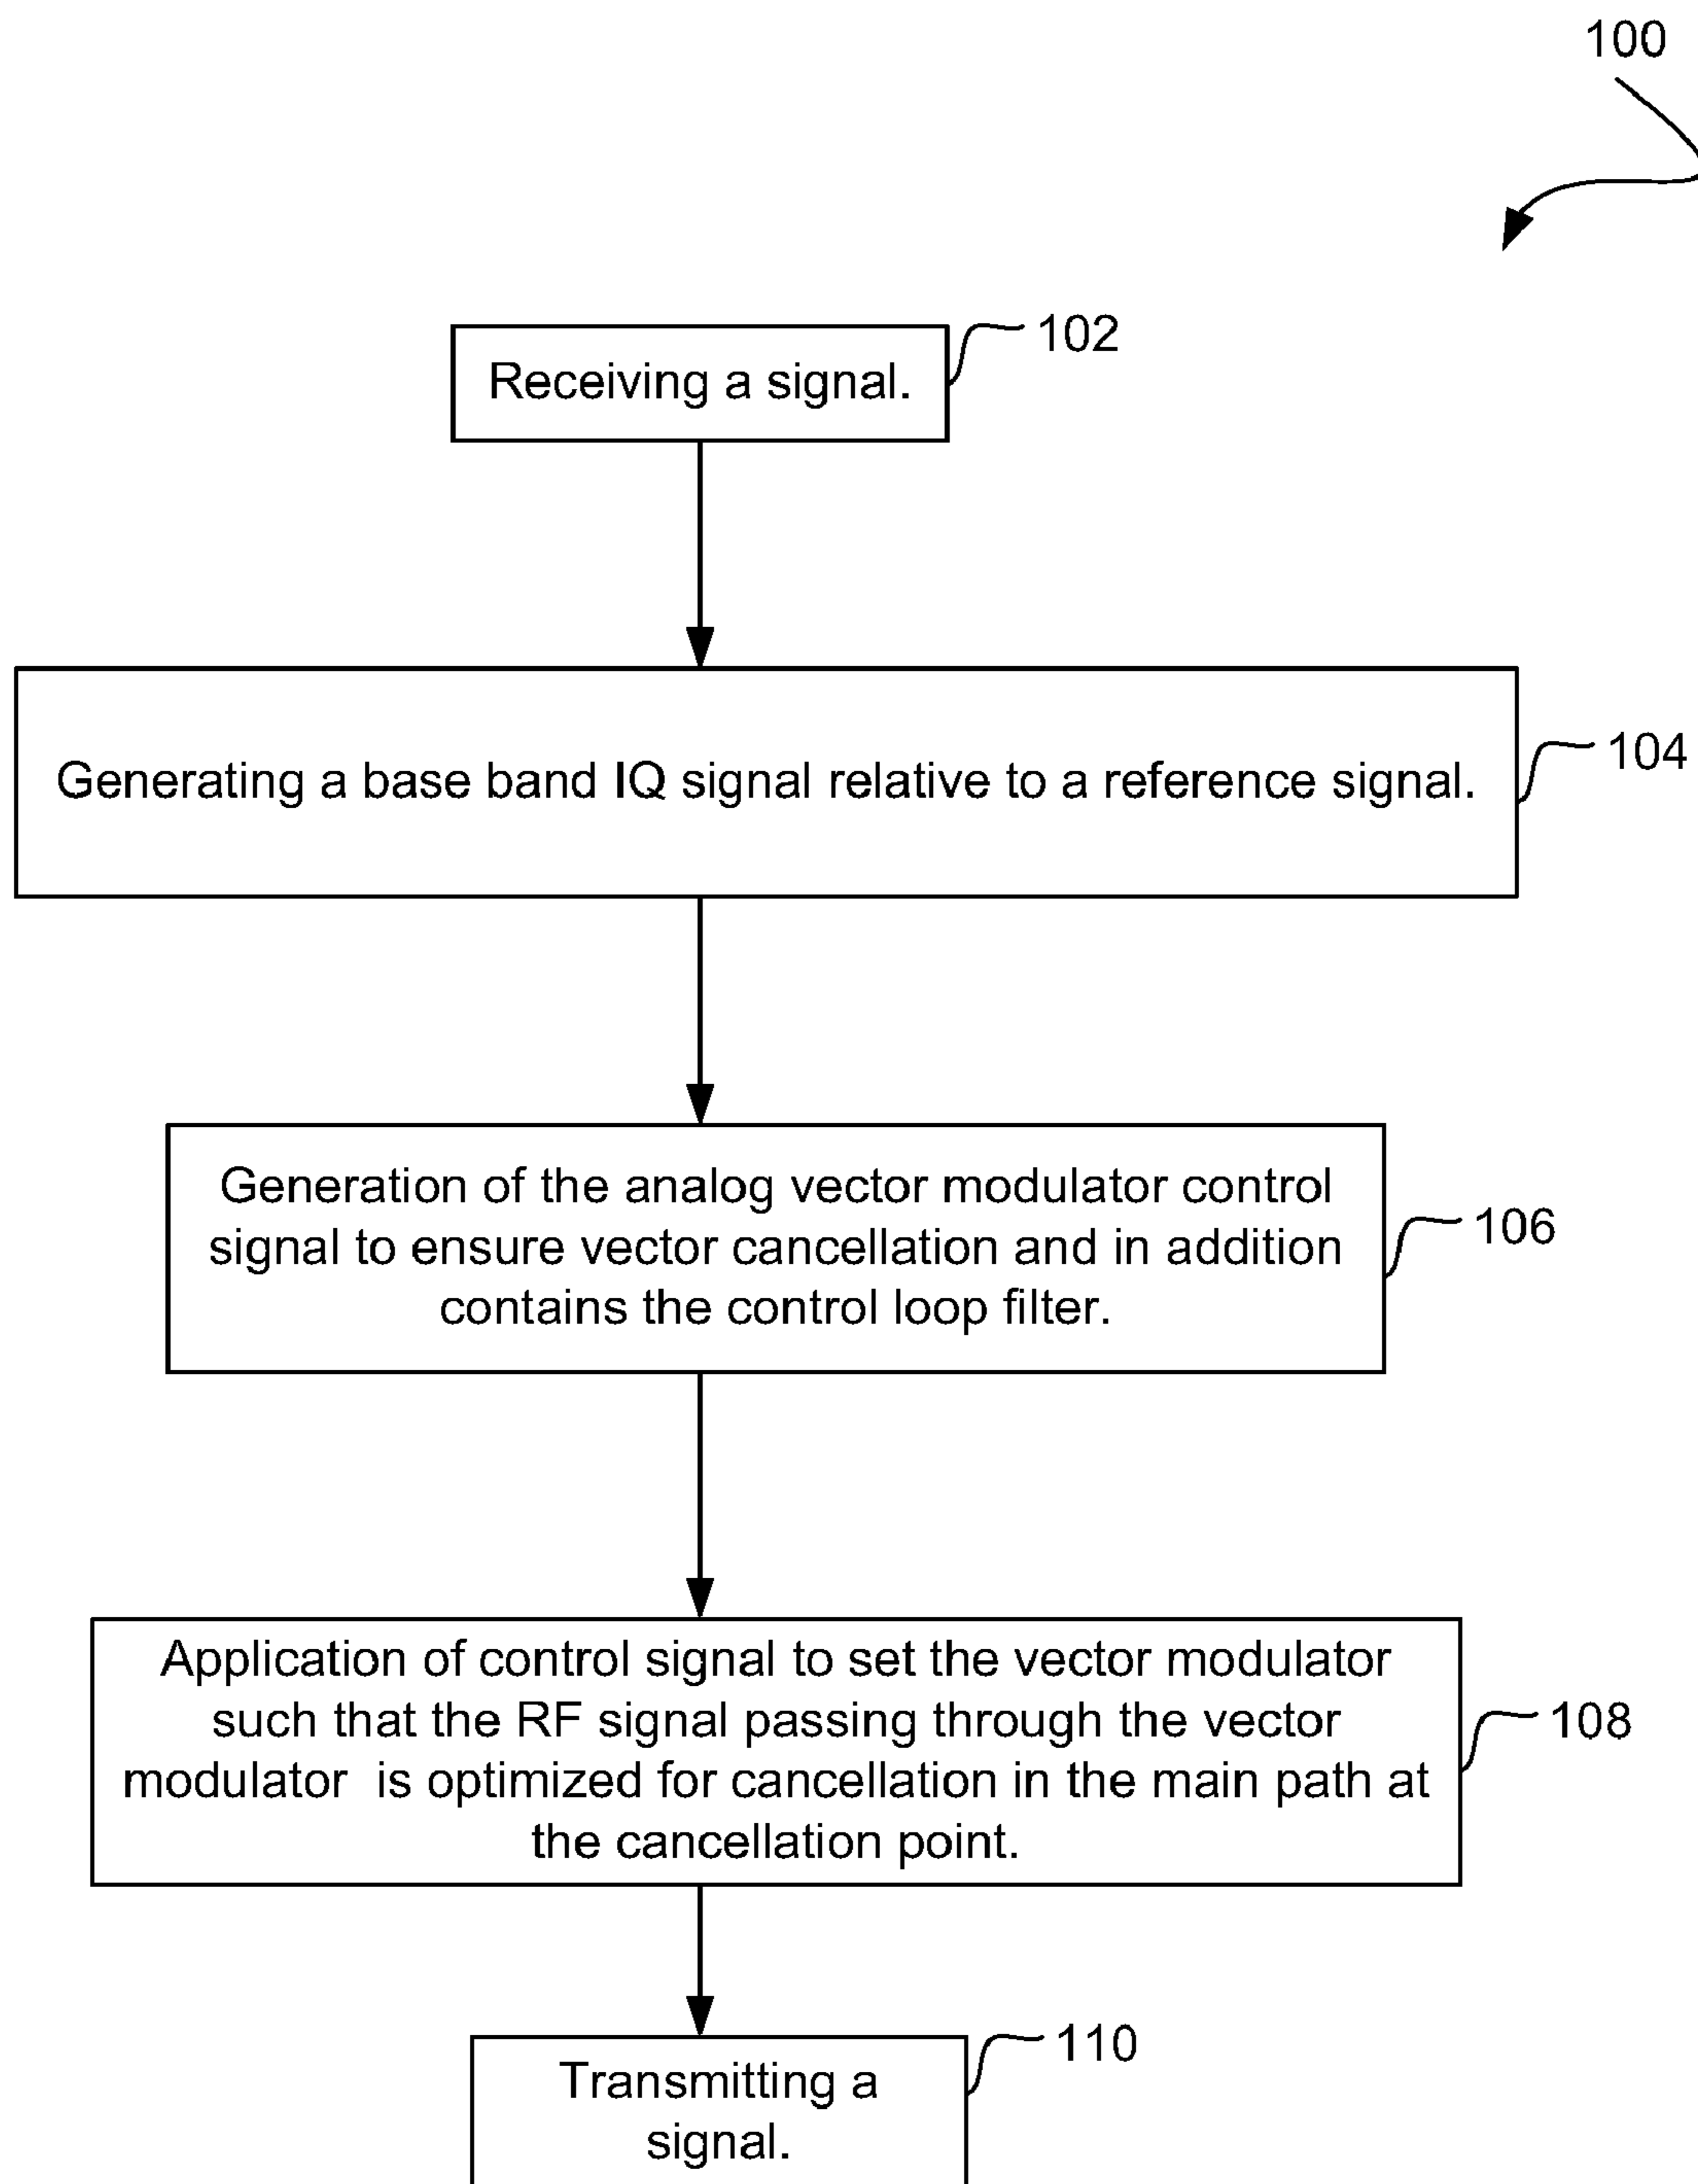 100
102
Receiving a signal.
104
Generating a base band IQ signal relative to a reference signal.
Generation of the analog vector modulator control
signal to ensure vector cancellation and in addition
contains the control loop filter.
106
Application of control signal to set the vector modulator
such that the RF signal passing through the vector
modulator is optimized for cancellation in the main path at
the cancellation point.
108
110
Transmitting a
signal.